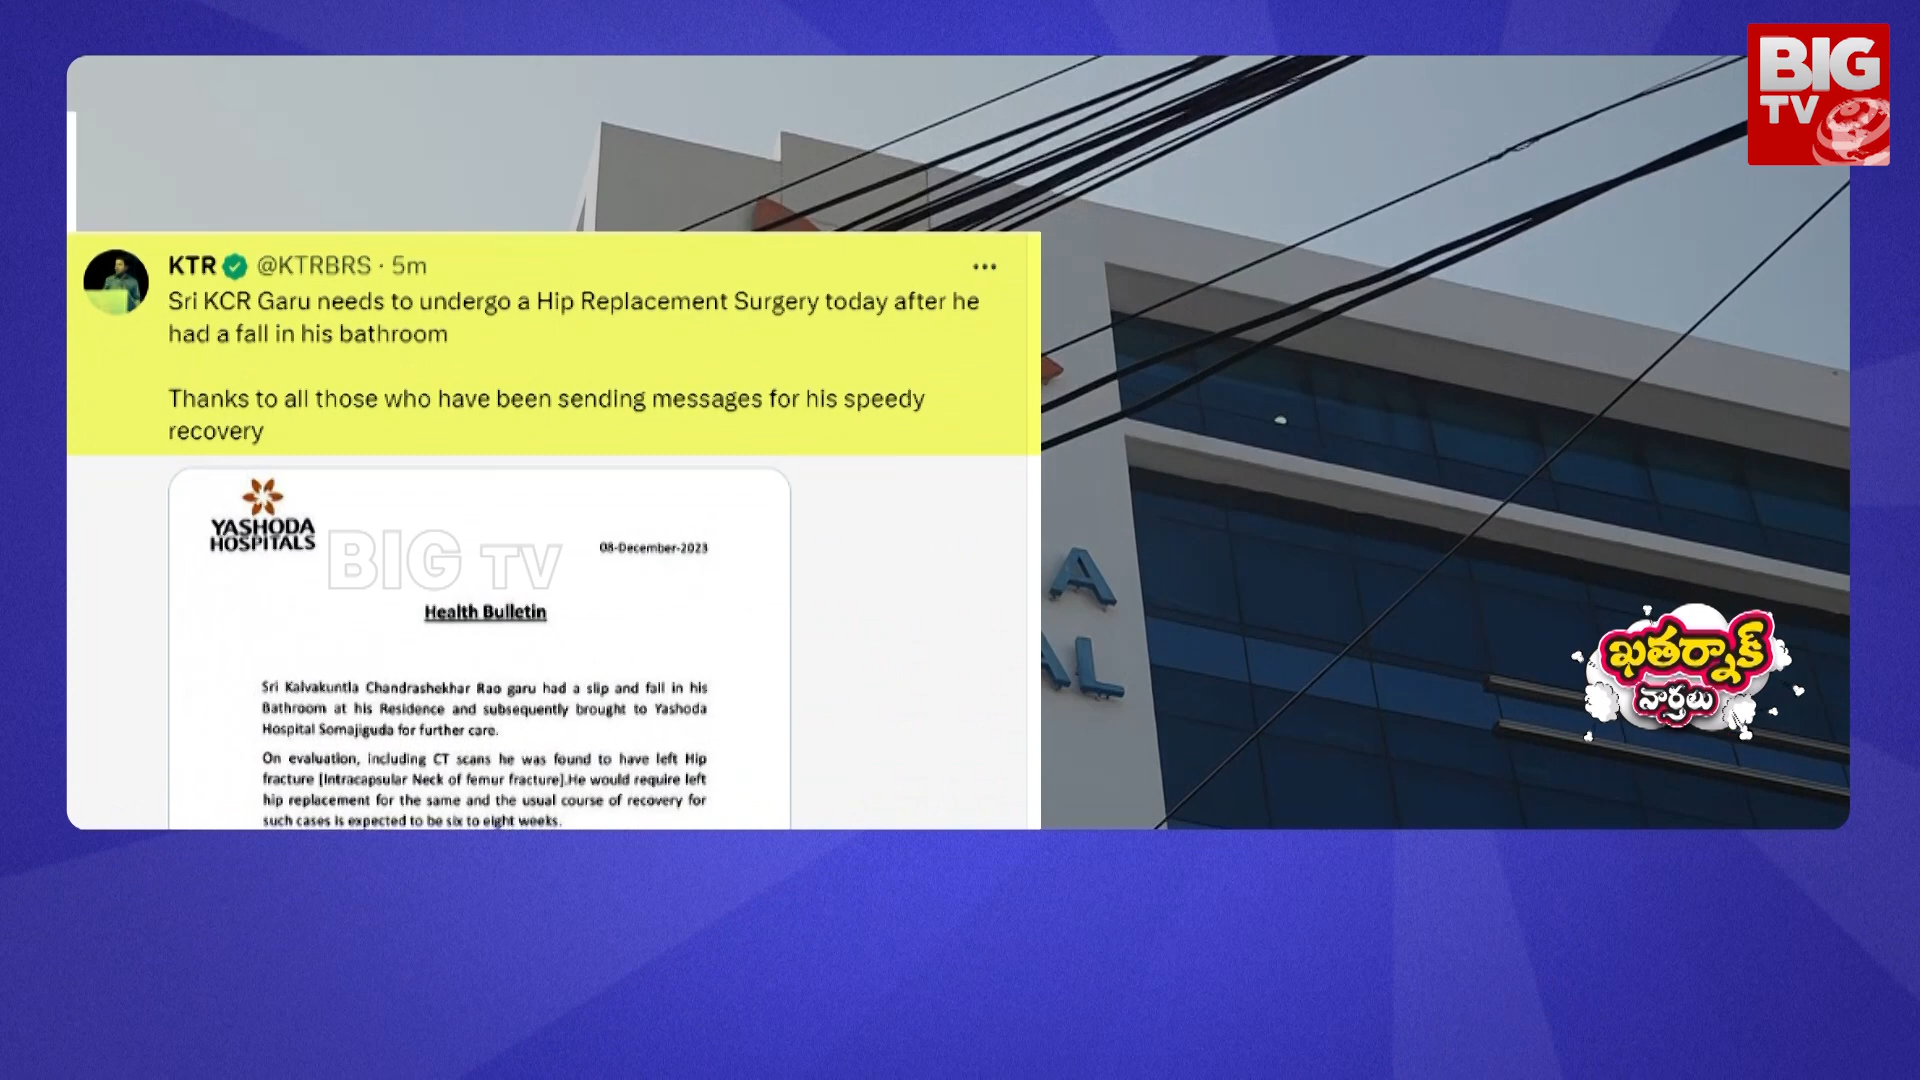 BIG
TV
KTR @KTRBRS · 5m
Sri KCR Garu needs to undergo a Hip Replacement Surgery today after he
had a fall in his bathroom
Thanks to all those who have been sending messages for his speedy
recovery
YASHODA
HOSPITALS
BIG TV
08-December-2023
Health Bulletin
Sri Kalvakuntla Chandrashekhar Rao garu had a slip and fall in his
Bathroom at his Residence and subsequently brought to Yashoda
Hospital Somajiguda for further care.
On evaluation, including CT scans he was found to have left Hip
fracture [Intracapsular Neck of femur fracture].He would require left
hip replacement for the same and the usual course of recovery for
such cases is expected to be six to eight weeks.
A
AL
ఖతర్నాక్
వార్తలు